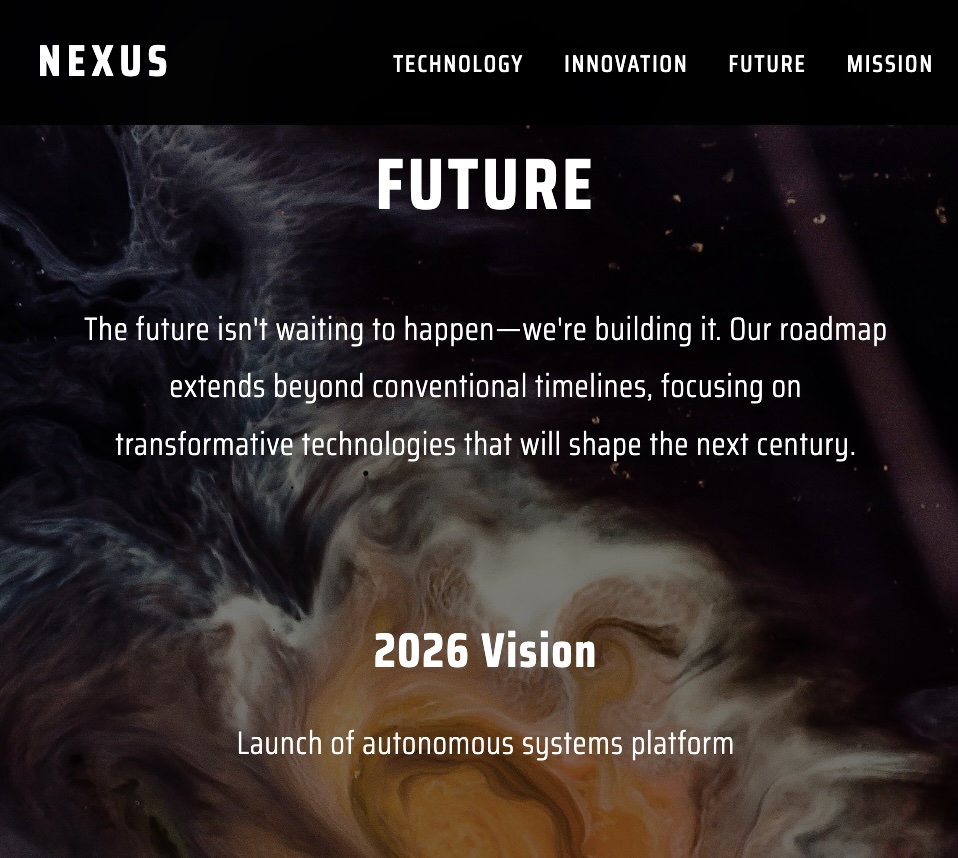 NEXUS
TECHNOLOGY INNOVATION FUTURE MISSION
FUTURE
The future isn't waiting to happen—we're building it. Our roadmap
extends beyond conventional timelines, focusing on
transformative technologies that will shape the next century.
2026 Vision
Launch of autonomous systems platform